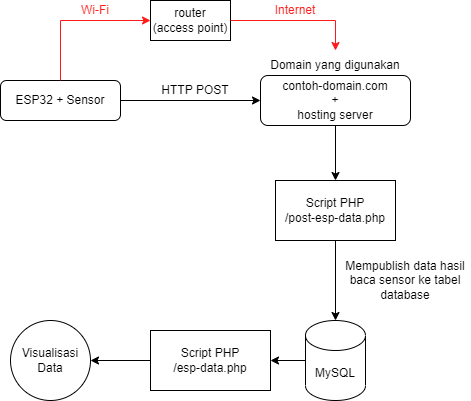 Wi-Fi
router
(access point)
Internet
Domain yang digunakan
ESP32 + Sensor
HTTP POST
contoh-domain.com
+
hosting server
Script PHP
/post-esp-data.php
Mempublish data hasil
baca sensor ke tabel
database
Visualisasi
Data
Script PHP
/esp-data.php
MySQL